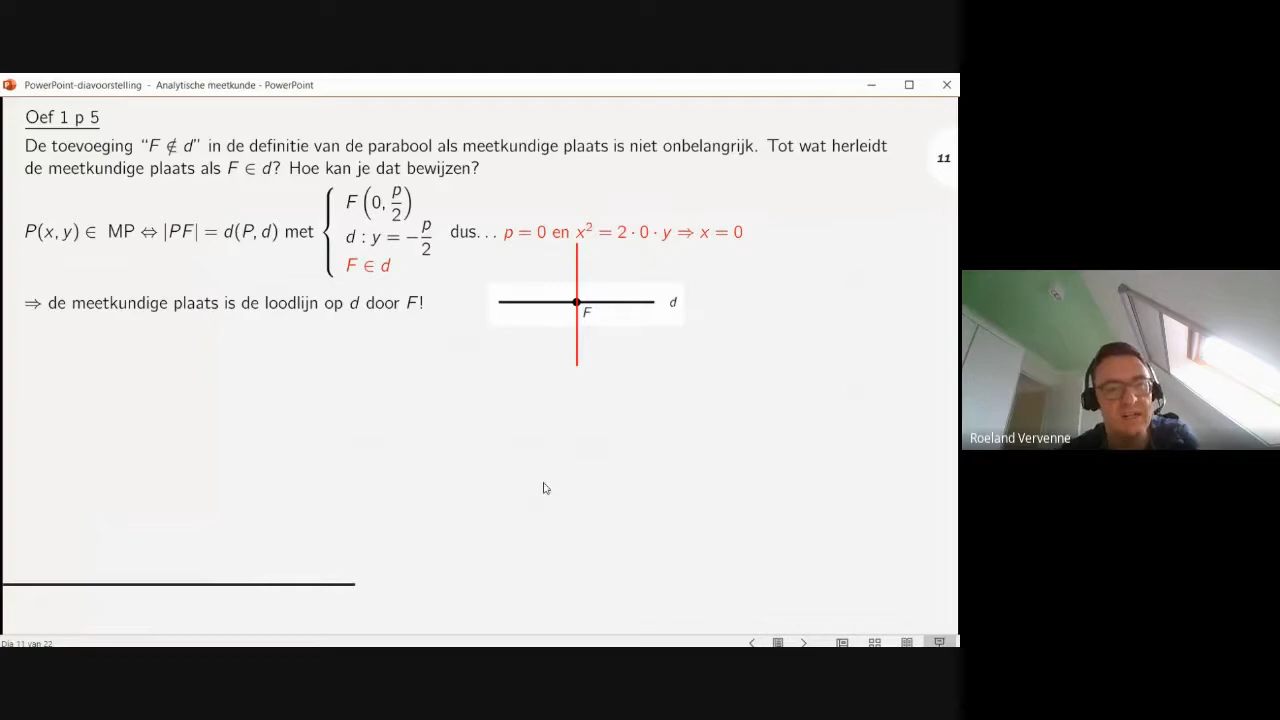 PowerPoint-diavoorstelling - Analytische meetkunde - PowerPoint
Oef 1 p 5
De toevoeging “F ∉ d” in de definitie van de parabool als meetkundige plaats is niet onbelangrijk. Tot wat herleidt
de meetkundige plaats als F ∈ d? Hoe kan je dat bewijzen?
11
P(x, y) ∈ MP ⇔ |PF| = d(P, d) met { F (0, p/2)
d : y = −p/2
F ∈ d
dus... p = 0 en x² = 2 · 0 · y ⇒ x = 0
⇒ de meetkundige plaats is de loodlijn op d door F!
d
F
Roeland Vervenne
Dia 11 van 22